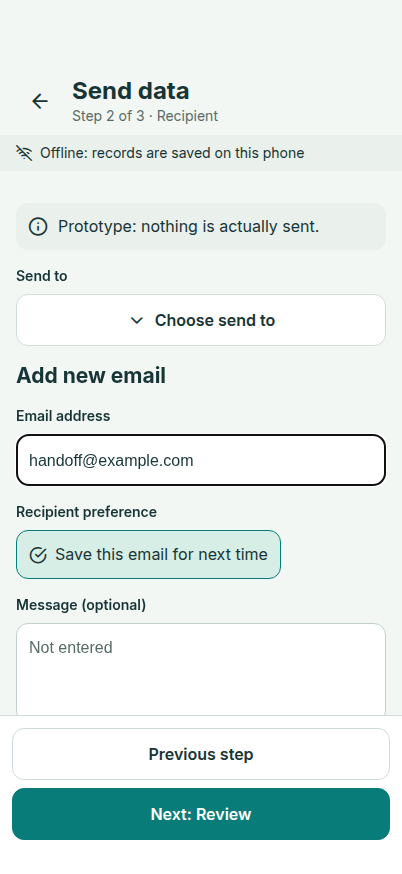 Send data
Step 2 of 3 · Recipient
Offline: records are saved on this phone
Prototype: nothing is actually sent.
Send to
Choose send to
Add new email
Email address
handoff@example.com
Recipient preference
Save this email for next time
Message (optional)
Not entered
Previous step
Next: Review